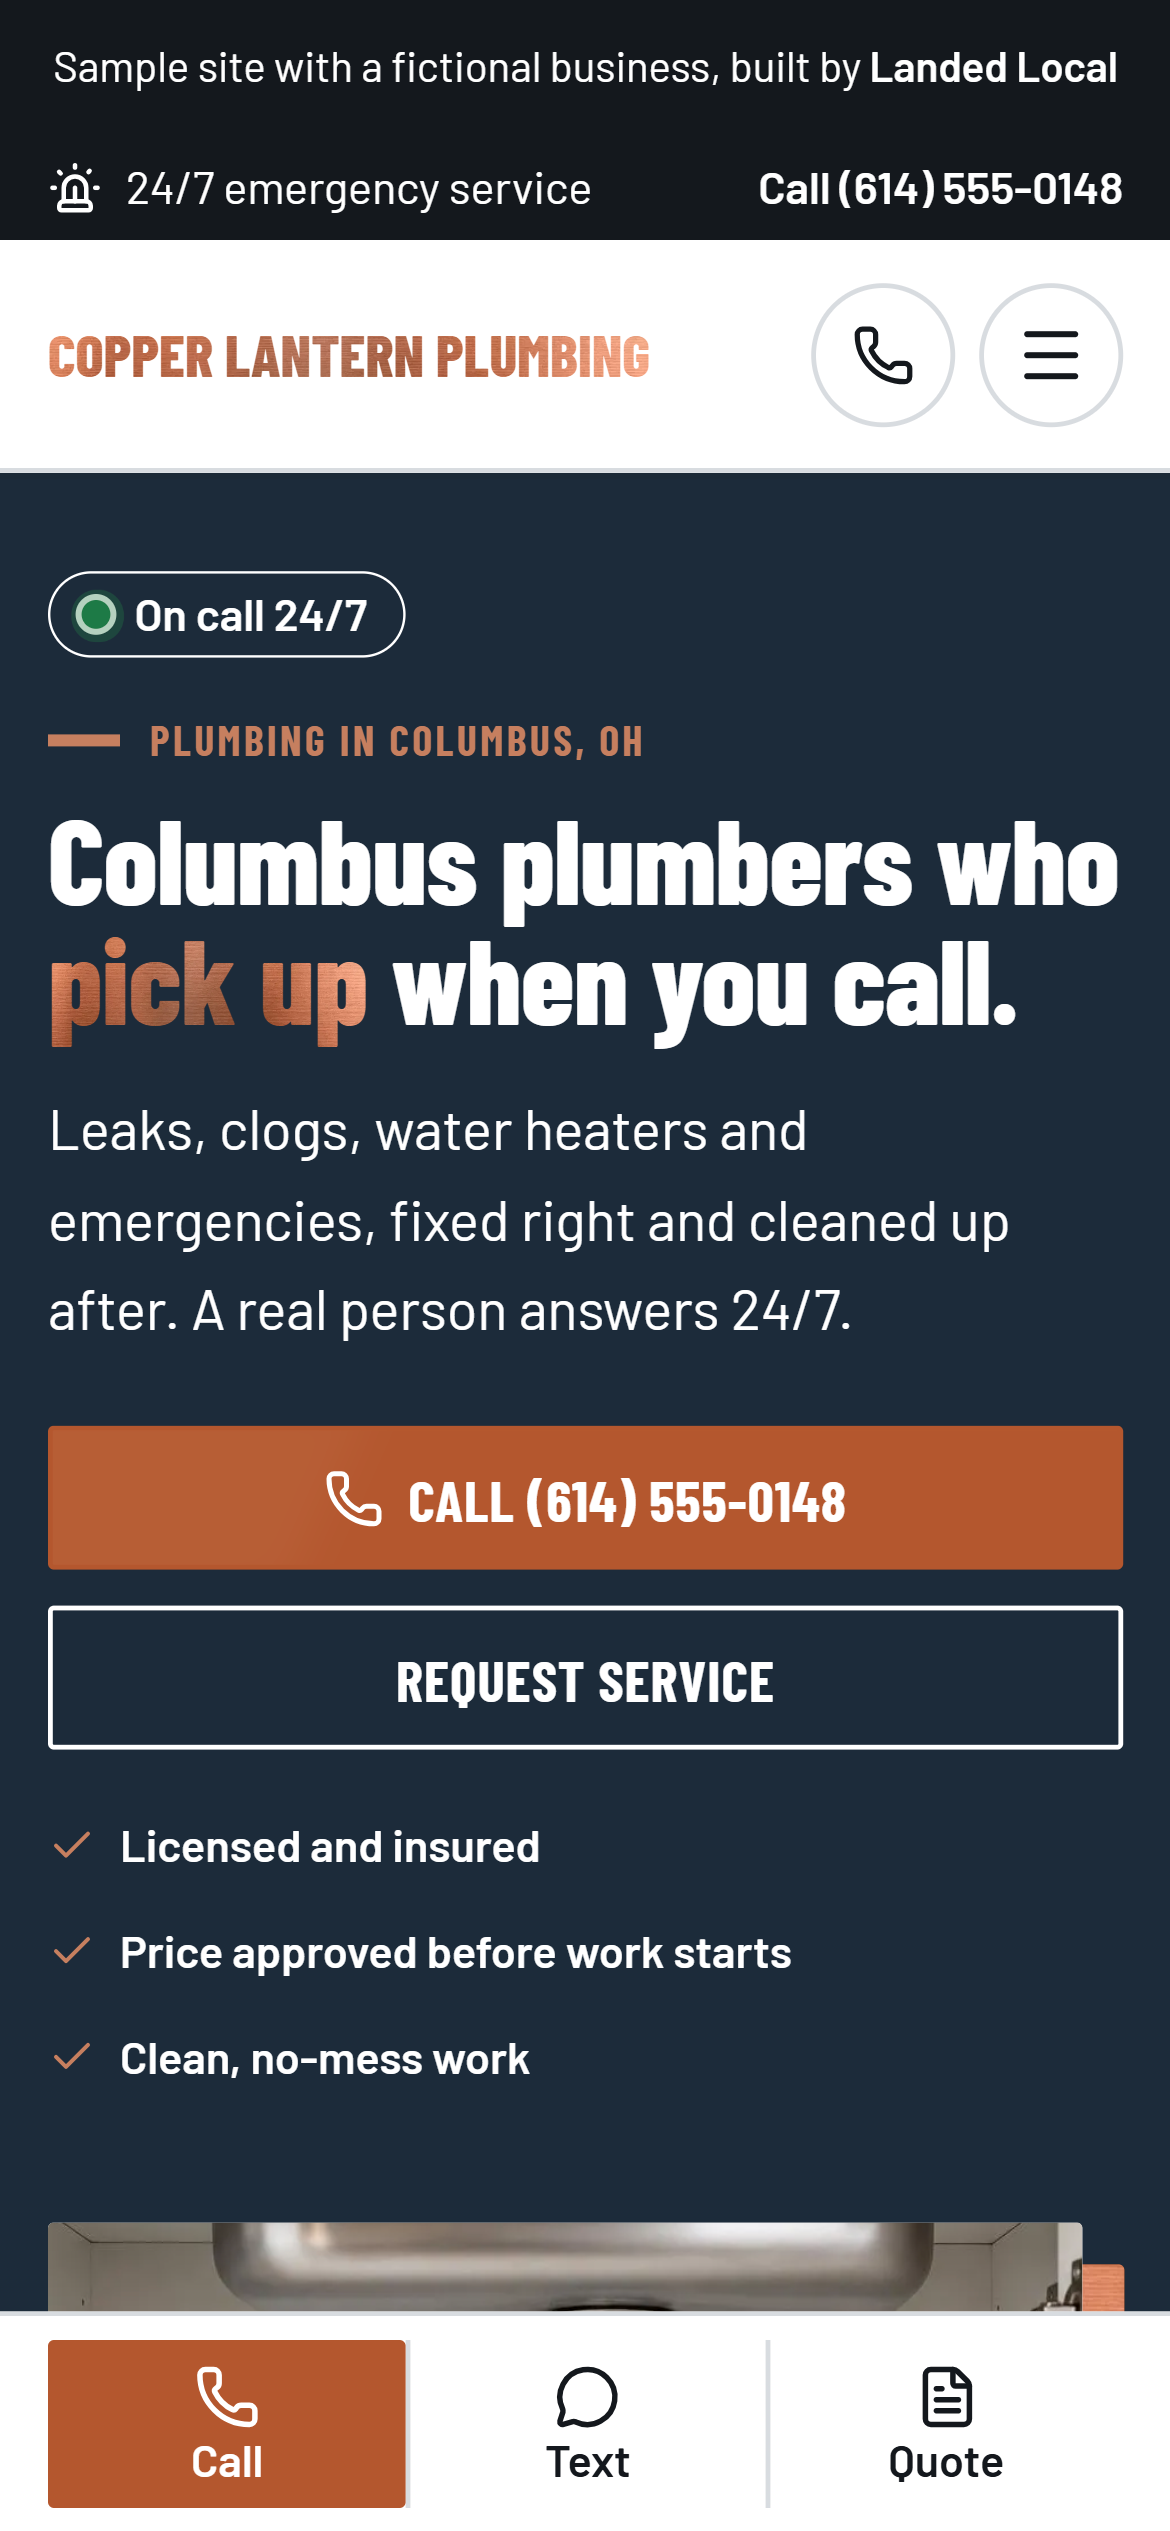 Sample site with a fictional business, built by Landed Local
24/7 emergency service
Call (614) 555-0148
COPPER LANTERN PLUMBING
On call 24/7
PLUMBING IN COLUMBUS, OH
Columbus plumbers who
pick up when you call.
Leaks, clogs, water heaters and
emergencies, fixed right and cleaned up
after. A real person answers 24/7.
CALL (614) 555-0148
REQUEST SERVICE
Licensed and insured
Price approved before work starts
Clean, no-mess work
Call
Text
Quote